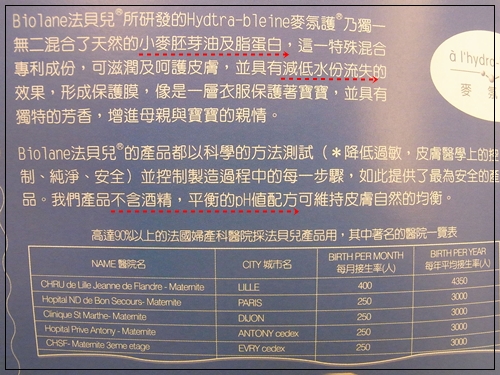 Biolane法貝兒®所研發的Hydtra-bleine麥氛護®乃獨一
無二混合了天然的小麥胚芽油及脂蛋白，這一特殊混合
專利成份，可滋潤及呵護皮膚，並具有減低水份流失的
效果，形成保護膜，像是一層衣服保護著寶寶，並具有
獨特的芳香，增進母親與寶寶的親情。
à l'hydra-
麥氛
Biolane法貝兒®的產品都以科學的方法測試（＊降低過敏，皮膚醫學上的控
制、純淨、安全）並控制製造過程中的每一步驟，如此提供了最為安全的產
品。我們產品不含酒精，平衡的pH值配方可維持皮膚自然的均衡。
高達90%以上的法國婦產科醫院採法貝兒產品用，其中著名的醫院一覽表
NAME 醫院名 CITY 城市名 BIRTH PER MONTH 每月接生率(人) BIRTH PER YEAR 每年平均接生率(人)
CHRU de Lille Jeanne de Flandre - Maternite LILLE 400 4350
Hopital ND de Bon Secours- Maternite PARIS 250 3000
Clinique St Marthe- Maternite DIJON 250 3000
Hoptal Prive Antony - Maternite ANTONY cedex 250 3000
CHSF- Maternite 3eme etage EVRY cedex 250 3000